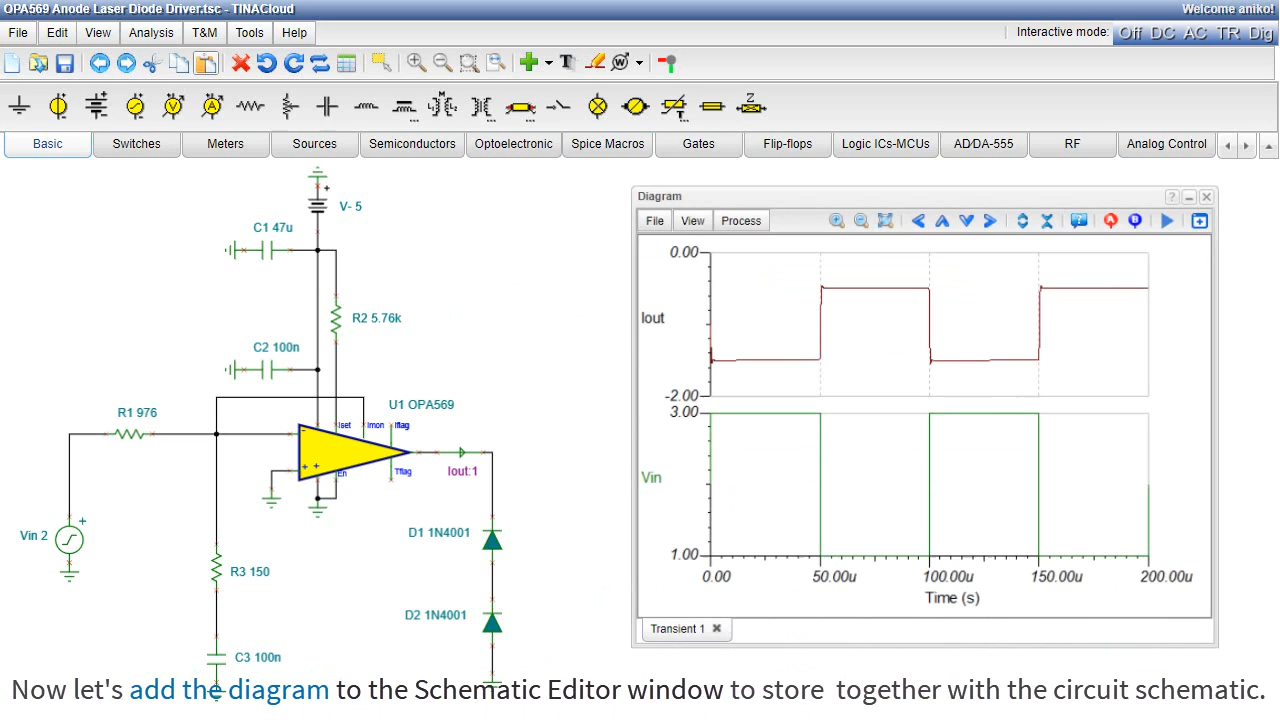 OPA569 Anode Laser Diode Driver.tsc - TINACloud
Welcome aniko!
File Edit View Analysis T&M Tools Help
Interactive mode: Off DC AC TR Dig
Basic Switches Meters Sources Semiconductors Optoelectronic Spice Macros Gates Flip-flops Logic ICs-MCUs AD/DA-555 RF Analog Control
V- 5
C1 47u
R2 5.76k
C2 100n
R1 976
U1 OPA569
Iset Imon Iflag
Tflag
En
Iout:1
Vin 2
D1 1N4001
R3 150
D2 1N4001
C3 100n
Diagram
File View Process
0.00
Iout
-2.00
3.00
Vin
1.00
0.00 50.00u 100.00u 150.00u 200.00u
Time (s)
Transient 1
Now let's add the diagram to the Schematic Editor window to store together with the circuit schematic.